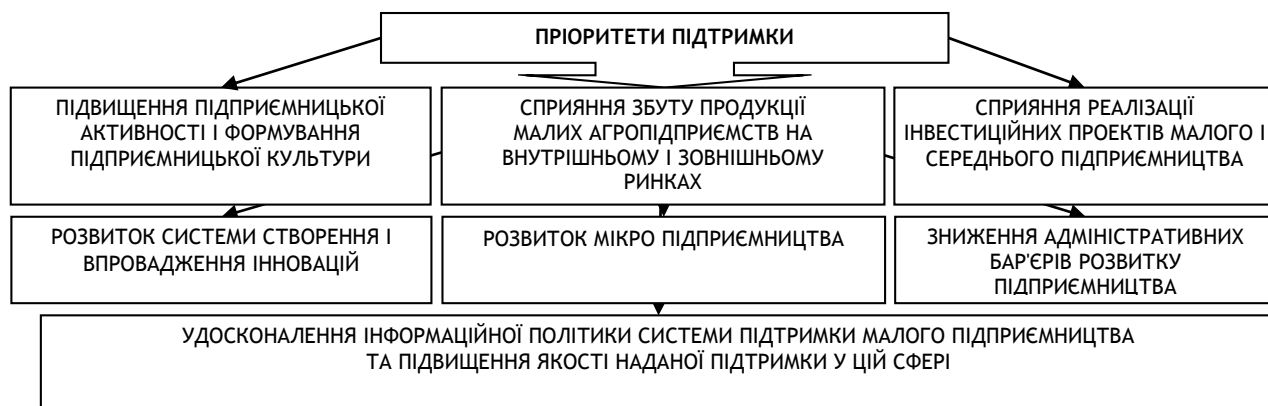 ПРІОРИТЕТИ ПІДТРИМКИ
ПІДВИЩЕННЯ ПІДПРИЄМНИЦЬКОЇ
АКТИВНОСТІ І ФОРМУВАННЯ
ПІДПРИЄМНИЦЬКОЇ КУЛЬТУРИ
СПРИЯННЯ ЗБУТУ ПРОДУКЦІЇ
МАЛИХ АГРОПІДПРИЄМСТВ НА
ВНУТРІШНЬОМУ І ЗОВНІШНЬОМУ
РИНКАХ
СПРИЯННЯ РЕАЛІЗАЦІЇ
ІНВЕСТИЦІЙНИХ ПРОЕКТІВ МАЛОГО І
СЕРЕДНЬОГО ПІДПРИЄМНИЦТВА
РОЗВИТОК СИСТЕМИ СТВОРЕННЯ І
ВПРОВАДЖЕННЯ ІННОВАЦІЙ
РОЗВИТОК МІКРО ПІДПРИЄМНИЦТВА
ЗНИЖЕННЯ АДМІНІСТРАТИВНИХ
БАР'ЄРІВ РОЗВИТКУ
ПІДПРИЄМНИЦТВА
УДОСКОНАЛЕННЯ ІНФОРМАЦІЙНОЇ ПОЛІТИКИ СИСТЕМИ ПІДТРИМКИ МАЛОГО ПІДПРИЄМНИЦТВА
ТА ПІДВИЩЕННЯ ЯКОСТІ НАДАНОЇ ПІДТРИМКИ У ЦІЙ СФЕРІ